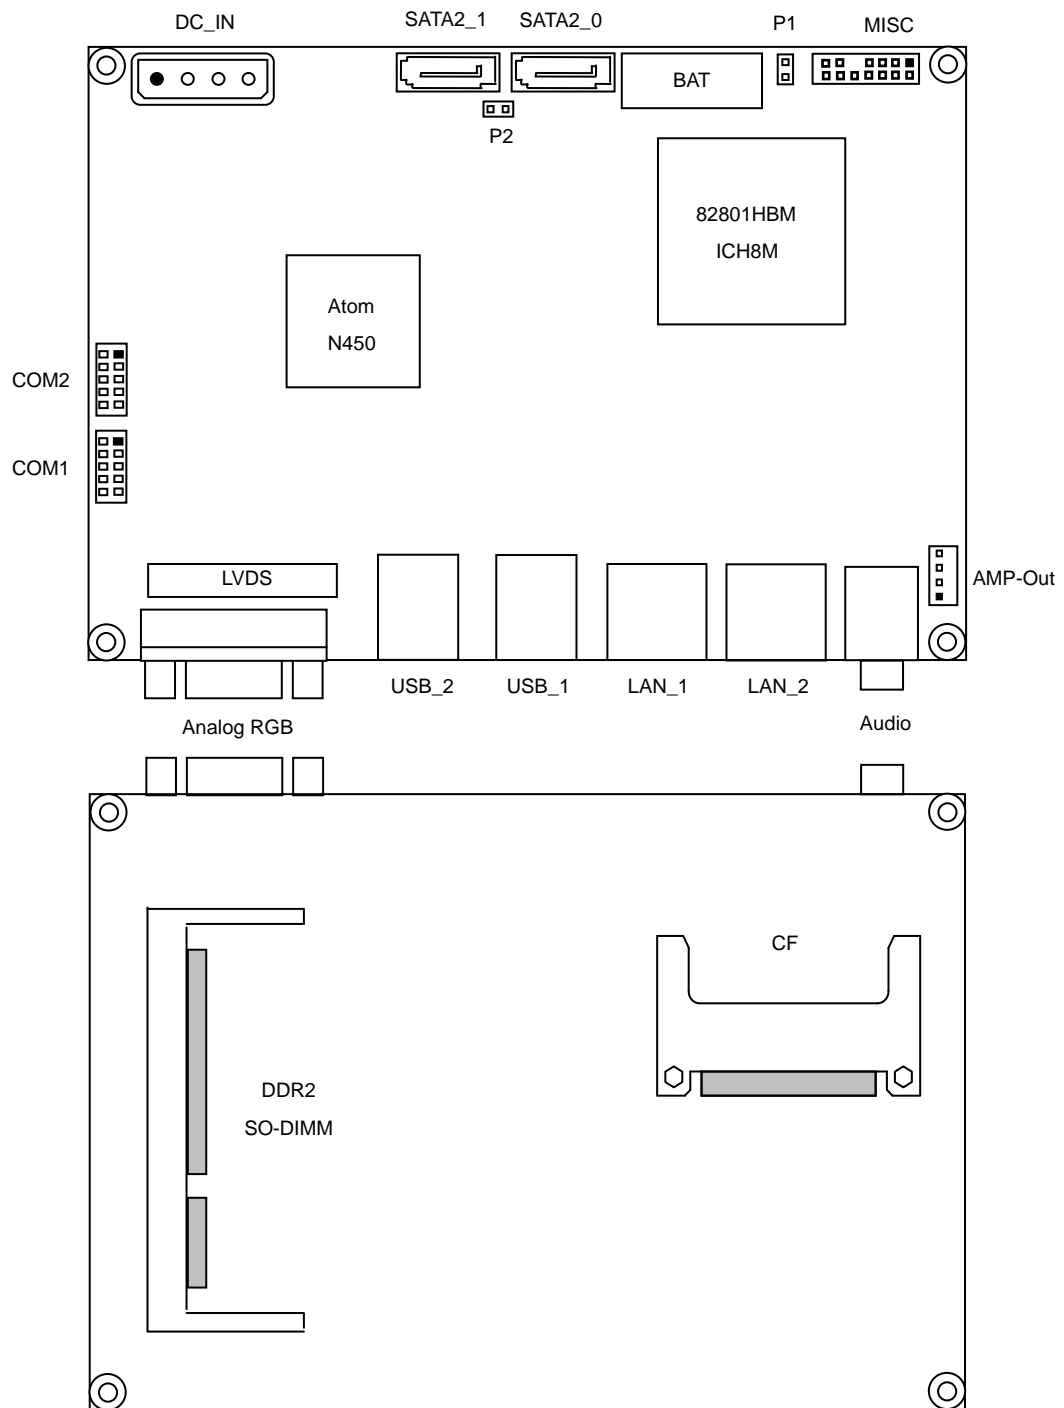 DC_IN
SATA2_1
SATA2_0
P1
MISC
BAT
P2
82801HBM
ICH8M
Atom
N450
COM2
COM1
LVDS
AMP-Out
USB_2
USB_1
LAN_1
LAN_2
Analog RGB
Audio
CF
DDR2
SO-DIMM